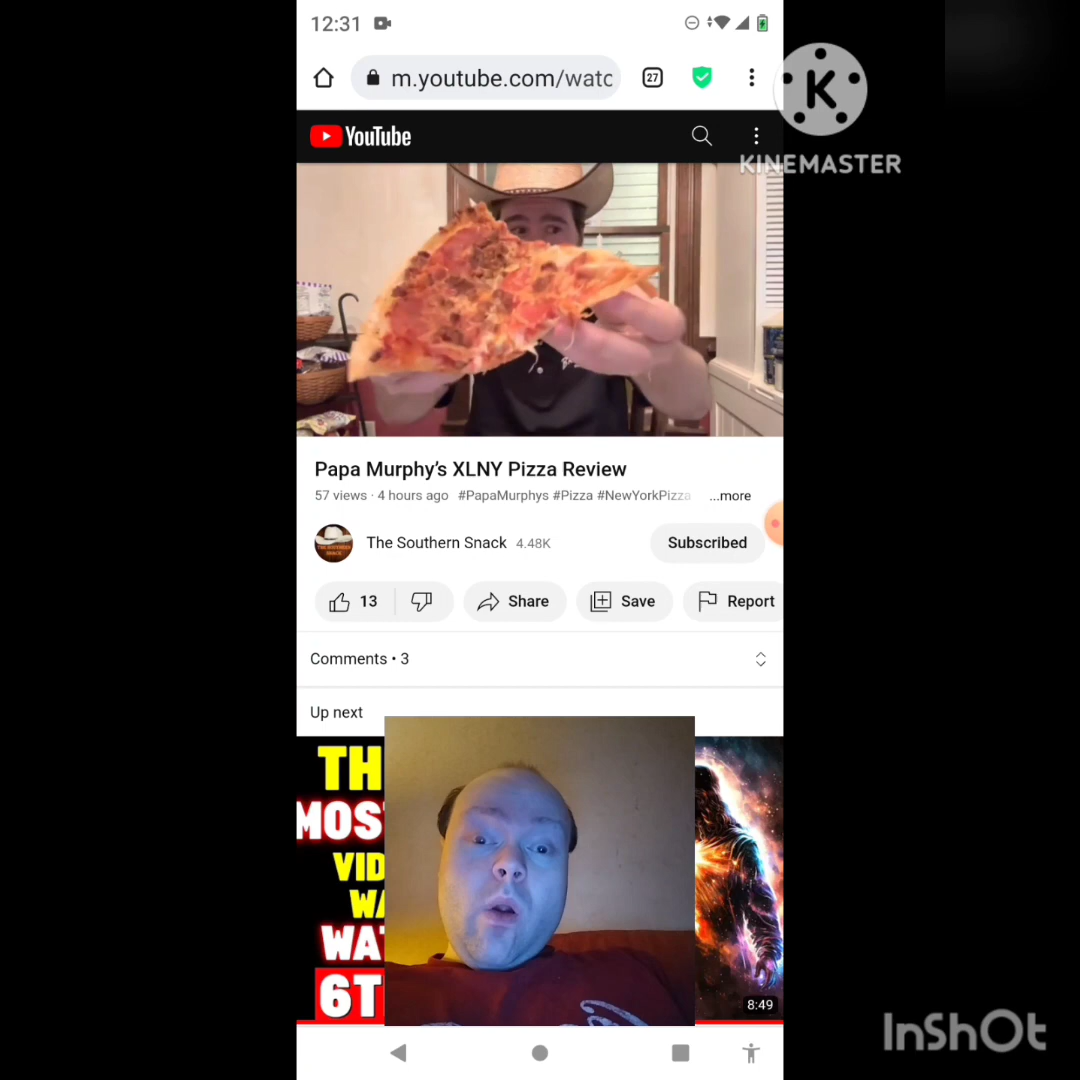 12:31
27
m.youtube.com/watc
K
KINEMASTER
YouTube
Papa Murphy's XLNY Pizza Review
57 views · 4 hours ago #PapaMurphys #Pizza #NewYorkPizza ...more
The Southern Snack 4.48K
Subscribed
13
Share
Save
Report
Comments • 3
Up next
TH
MOS
VID
WA
WAT
6T
8:49
InShOt